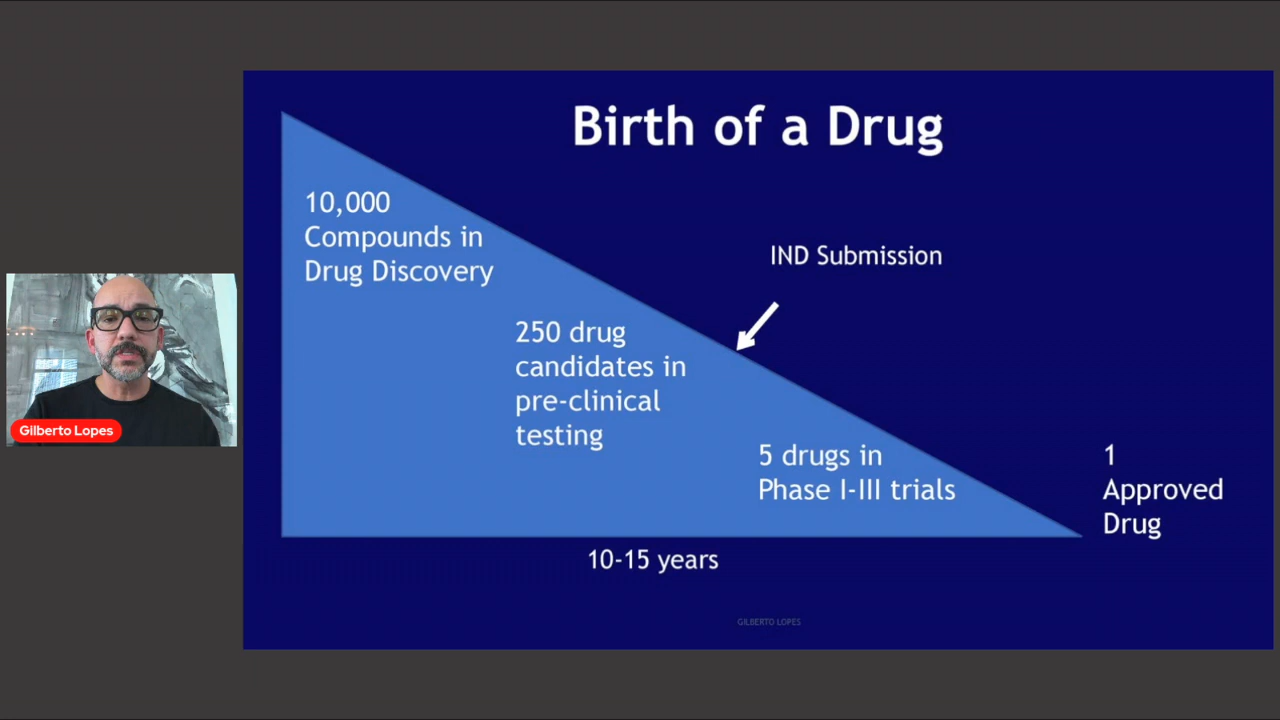 Birth of a Drug
10,000
Compounds in
Drug Discovery
IND Submission
250 drug
candidates in
pre-clinical
testing
5 drugs in
Phase I-III trials
1
Approved
Drug
10-15 years
GILBERTO LOPES
Gilberto Lopes